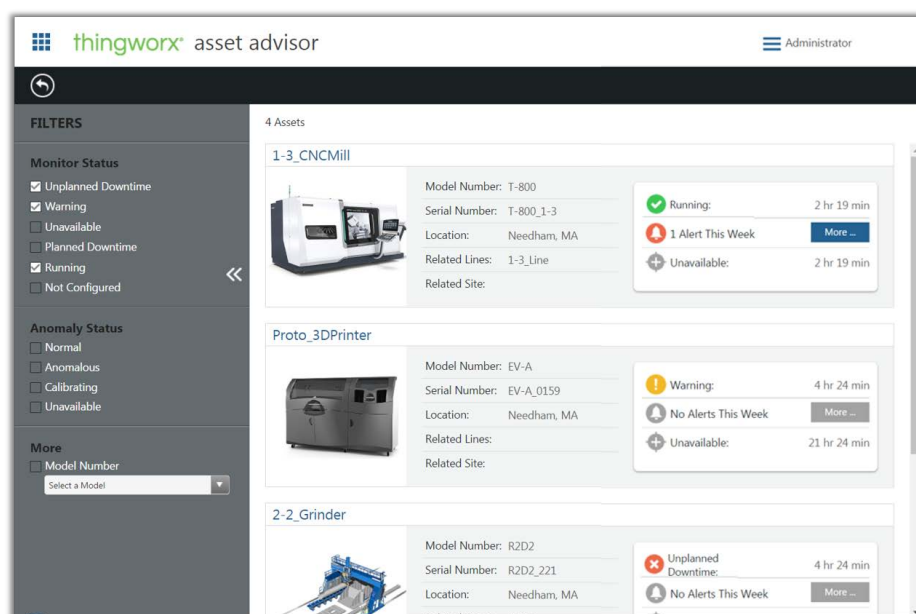 thingworx® asset advisor
Administrator
FILTERS
4 Assets
Monitor Status
Unplanned Downtime
Warning
Unavailable
Planned Downtime
Running
Not Configured
Anomaly Status
Normal
Anomalous
Calibrating
Unavailable
More
Model Number
Select a Model
1-3_CNCMill
Model Number: T-800
Serial Number: T-800_1-3
Location: Needham, MA
Related Lines: 1-3_Line
Related Site:
Running: 2 hr 19 min
1 Alert This Week More ...
Unavailable: 2 hr 19 min
Proto_3DPrinter
Model Number: EV-A
Serial Number: EV-A_0159
Location: Needham, MA
Related Lines:
Related Site:
Warning: 4 hr 24 min
No Alerts This Week More ...
Unavailable: 21 hr 24 min
2-2_Grinder
Model Number: R2D2
Serial Number: R2D2_221
Location: Needham, MA
Unplanned
Downtime: 4 hr 24 min
No Alerts This Week More ...